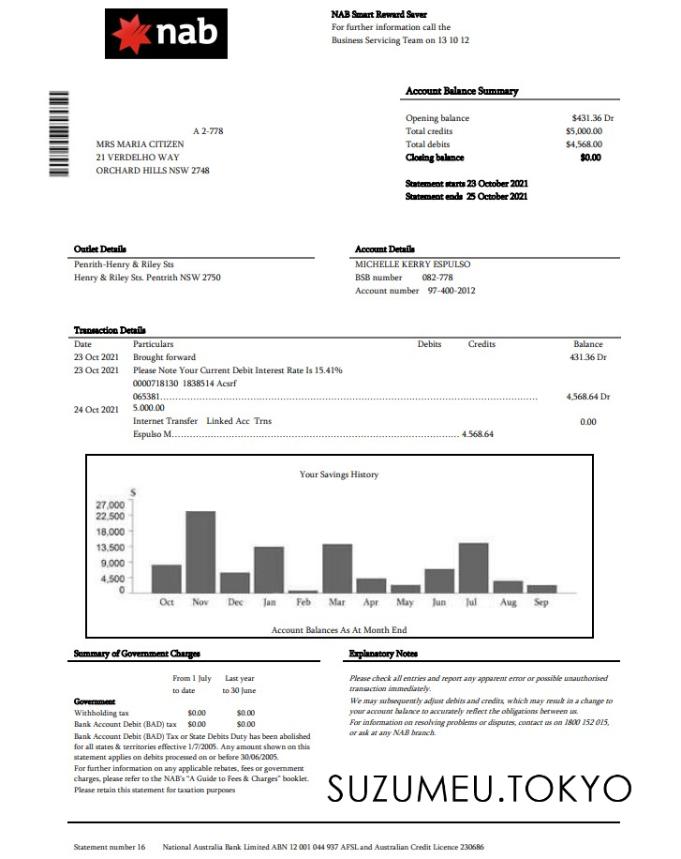 nab
NAB Smart Reward Saver
For further information call the
Business Servicing Team on 13 10 12
Account Balance Summary
Opening balance $431.36 Dr
Total credits $5,000.00
Total debits $4,568.00
Closing balance $0.00
Statement starts 23 October 2021
Statement ends 25 October 2021
A 2-778
MRS MARIA CITIZEN
21 VERDELHO WAY
ORCHARD HILLS NSW 2748
Outlet Details
Penrith-Henry & Riley Sts
Henry & Riley Sts. Pentrith NSW 2750
Account Details
MICHELLE KERRY ESPULSO
BSB number 082-778
Account number 97-400-2012
Transaction Details
Date Particulars Debits Credits Balance
23 Oct 2021 Brought forward 431.36 Dr
23 Oct 2021 Please Note Your Current Debit Interest Rate Is 15.41%
0000718130 1838514 Acsrf
065381 4,568.64 Dr
24 Oct 2021 5.000.00
Internet Transfer Linked Acc Trns 0.00
Espulso M 4.568.64
Your Savings History
$
27,000
22,500
18,000
13,500
9,000
4,500
0
Oct Nov Dec Jan Feb Mar Apr May Jun Jul Aug Sep
Account Balances As At Month End
Summary of Government Charges
From 1 July Last year
to date to 30 June
Government
Withholding tax $0.00 $0.00
Bank Account Debit (BAD) tax $0.00 $0.00
Bank Account Debit (BAD) Tax or State Debits Duty has been abolished
for all states & territories effective 1/7/2005. Any amount shown on this
statement applies on debits processed on or before 30/06/2005.
For further information on any applicable rebates, fees or government
charges, please refer to the NAB's "A Guide to Fees & Charges" booklet.
Please retain this statement for taxation purposes
Explanatory Notes
Please check all entries and report any apparent error or possible unauthorised
transaction immediately.
We may subsequently adjust debits and credits, which may result in a change to
your account balance to accurately reflect the obligations between us.
For information on resolving problems or disputes, contact us on 1800 152 015,
or ask at any NAB branch.
SUZUMEU.TOKYO
Statement number 16 National Australia Bank Limited ABN 12 001 044 937 AFSL and Australian Credit Licence 230686